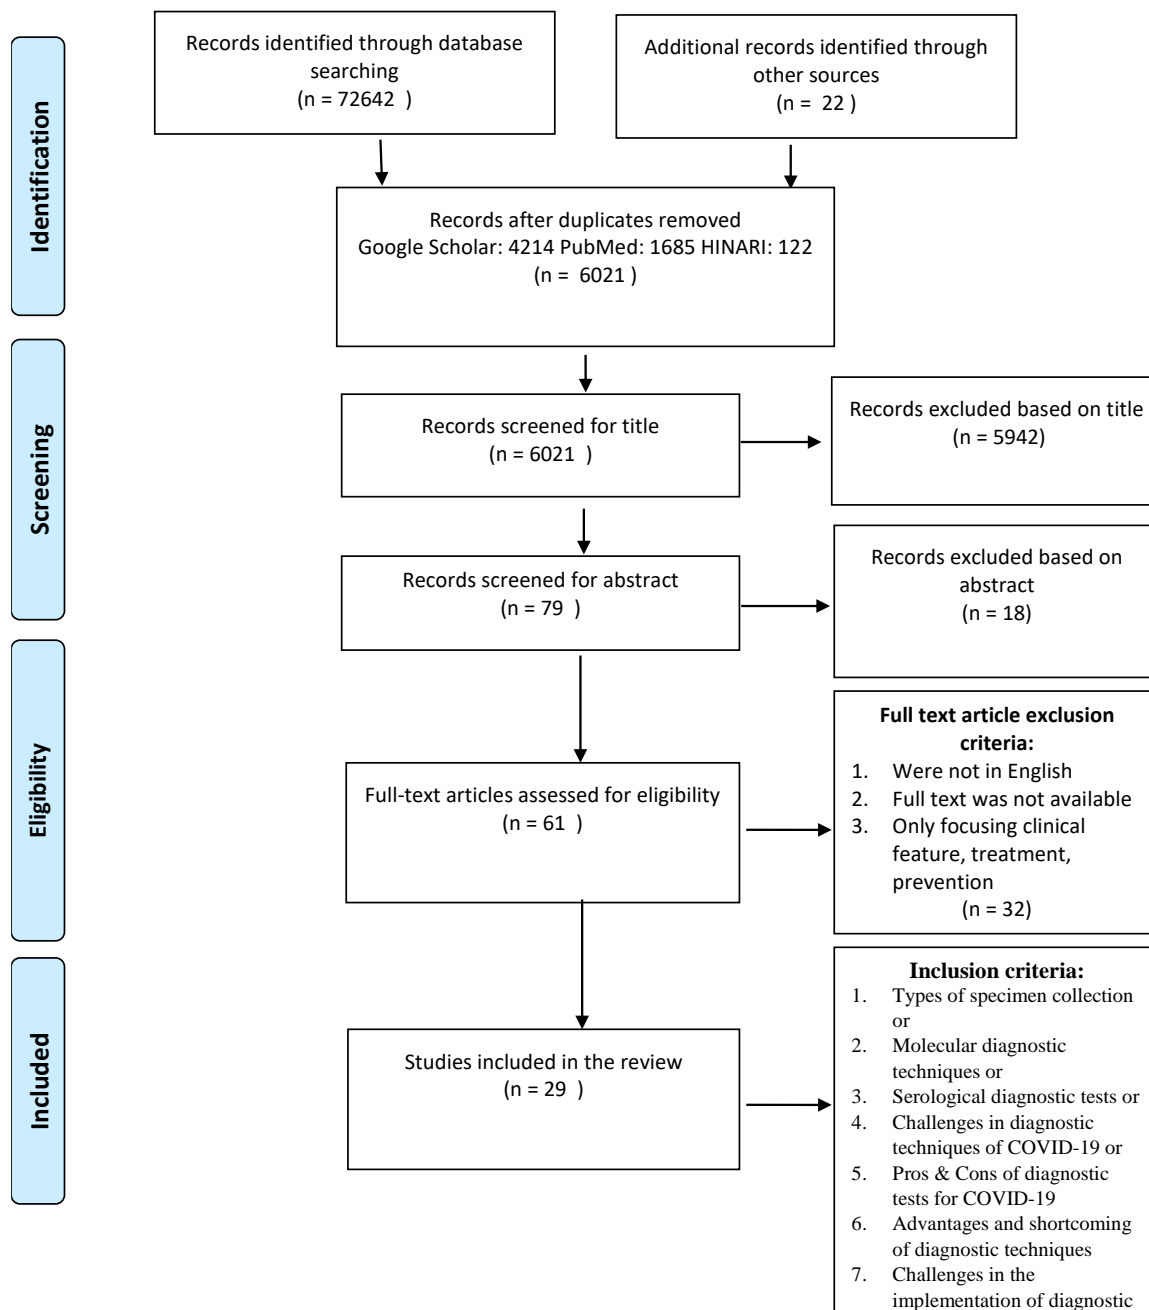 Identification
Records identified through database
searching
(n = 72642 )
Additional records identified through
other sources
(n = 22 )
Records after duplicates removed
Google Scholar: 4214 PubMed: 1685 HINARI: 122
(n = 6021 )
Screening
Records screened for title
(n = 6021 )
Records excluded based on title
(n = 5942)
Records screened for abstract
(n = 79 )
Records excluded based on
abstract
(n = 18)
Eligibility
Full-text articles assessed for eligibility
(n = 61 )
Full text article exclusion
criteria:
1. Were not in English
2. Full text was not available
3. Only focusing clinical
feature, treatment,
prevention
(n = 32)
Included
Studies included in the review
(n = 29 )
Inclusion criteria:
1. Types of specimen collection
or
2. Molecular diagnostic
techniques or
3. Serological diagnostic tests or
4. Challenges in diagnostic
techniques of COVID-19 or
5. Pros & Cons of diagnostic
tests for COVID-19
6. Advantages and shortcoming
of diagnostic techniques
7. Challenges in the
implementation of diagnostic